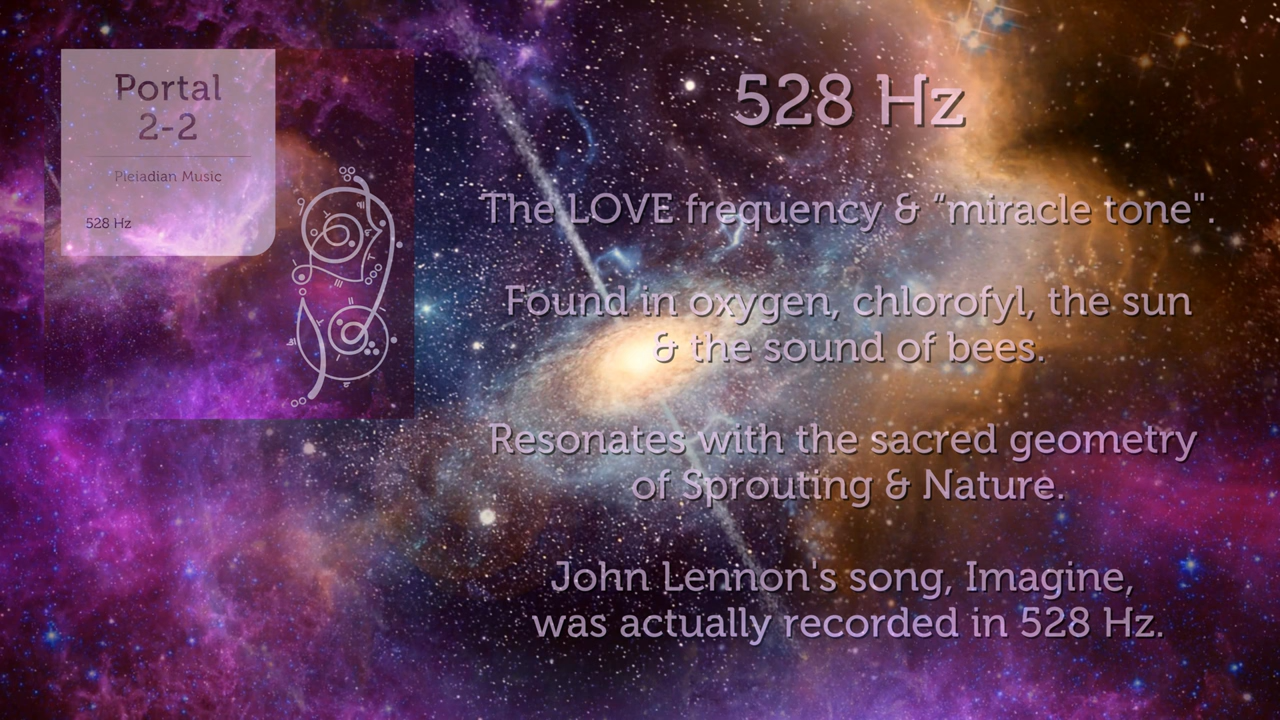 Portal
2-2
Pleiadian Music
528 Hz
528 Hz
The LOVE frequency & "miracle tone".
Found in oxygen, chlorofyl, the sun
& the sound of bees.
Resonates with the sacred geometry
of Sprouting & Nature.
John Lennon's song, Imagine,
was actually recorded in 528 Hz.